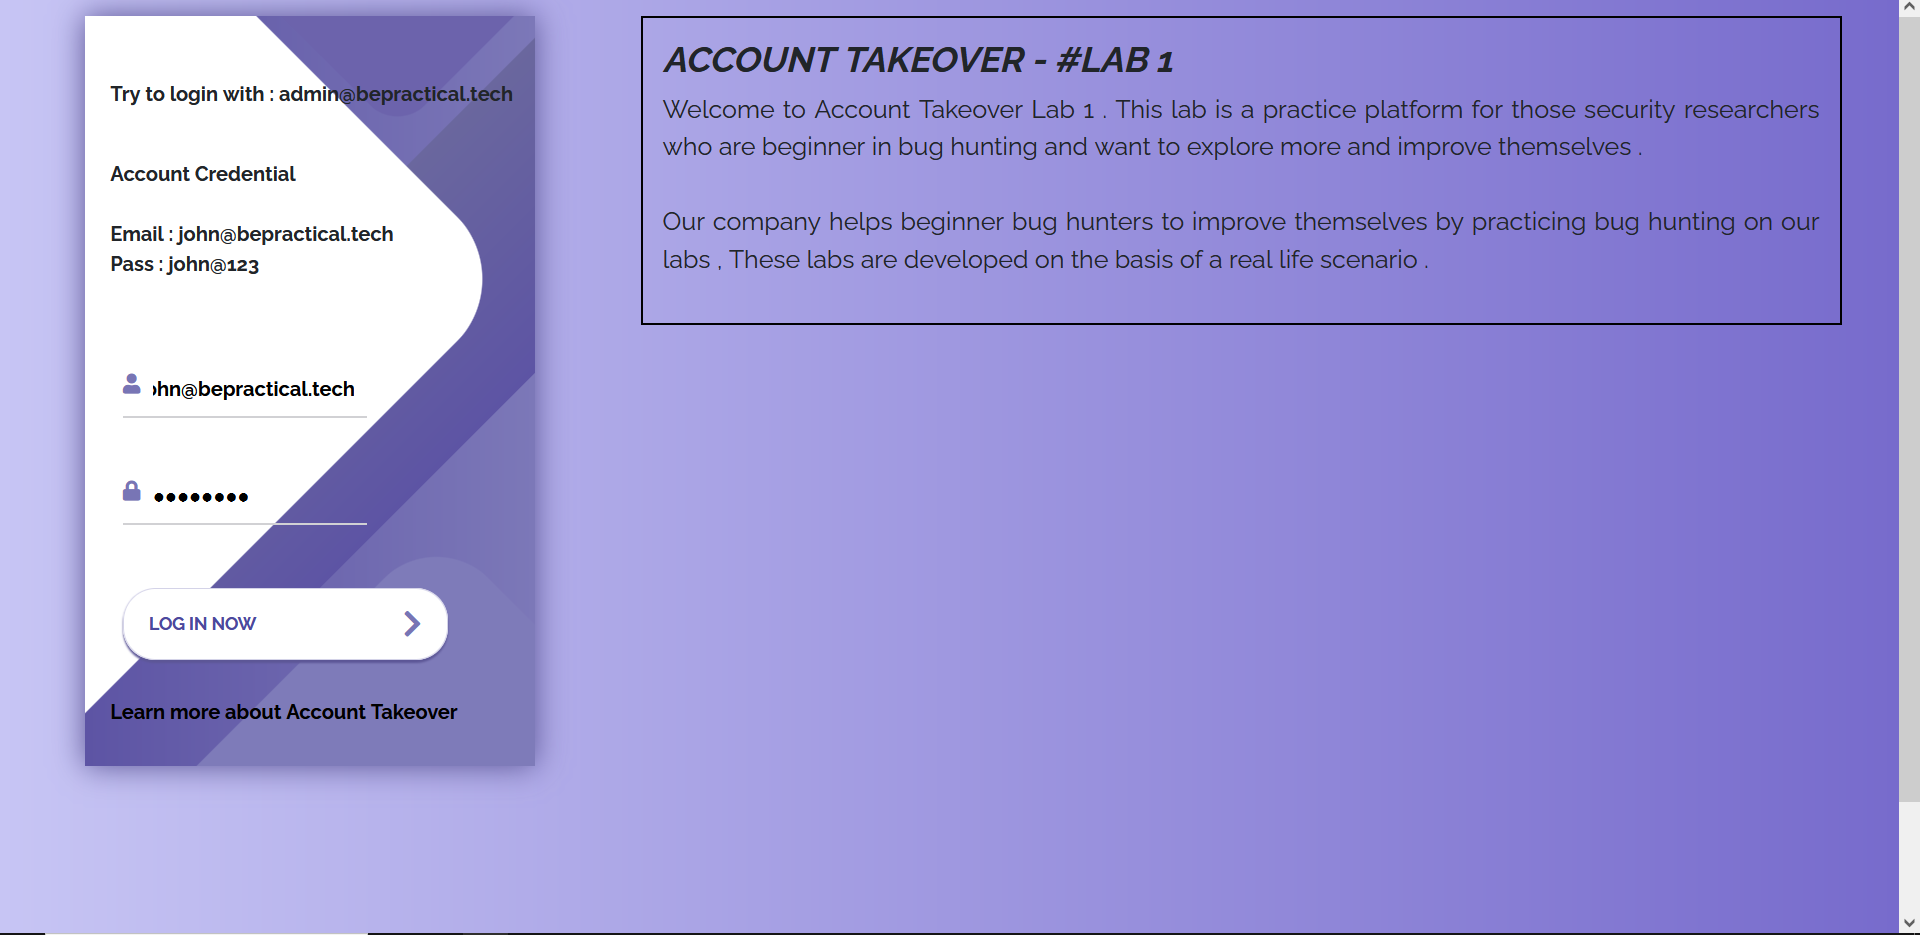 Try to login with : admin@bepractical.tech
Account Credential
Email : john@bepractical.tech
Pass : john@123
ohn@bepractical.tech
LOG IN NOW
Learn more about Account Takeover
ACCOUNT TAKEOVER - #LAB 1
Welcome to Account Takeover Lab 1 . This lab is a practice platform for those security researchers
who are beginner in bug hunting and want to explore more and improve themselves .
Our company helps beginner bug hunters to improve themselves by practicing bug hunting on our
labs , These labs are developed on the basis of a real life scenario .